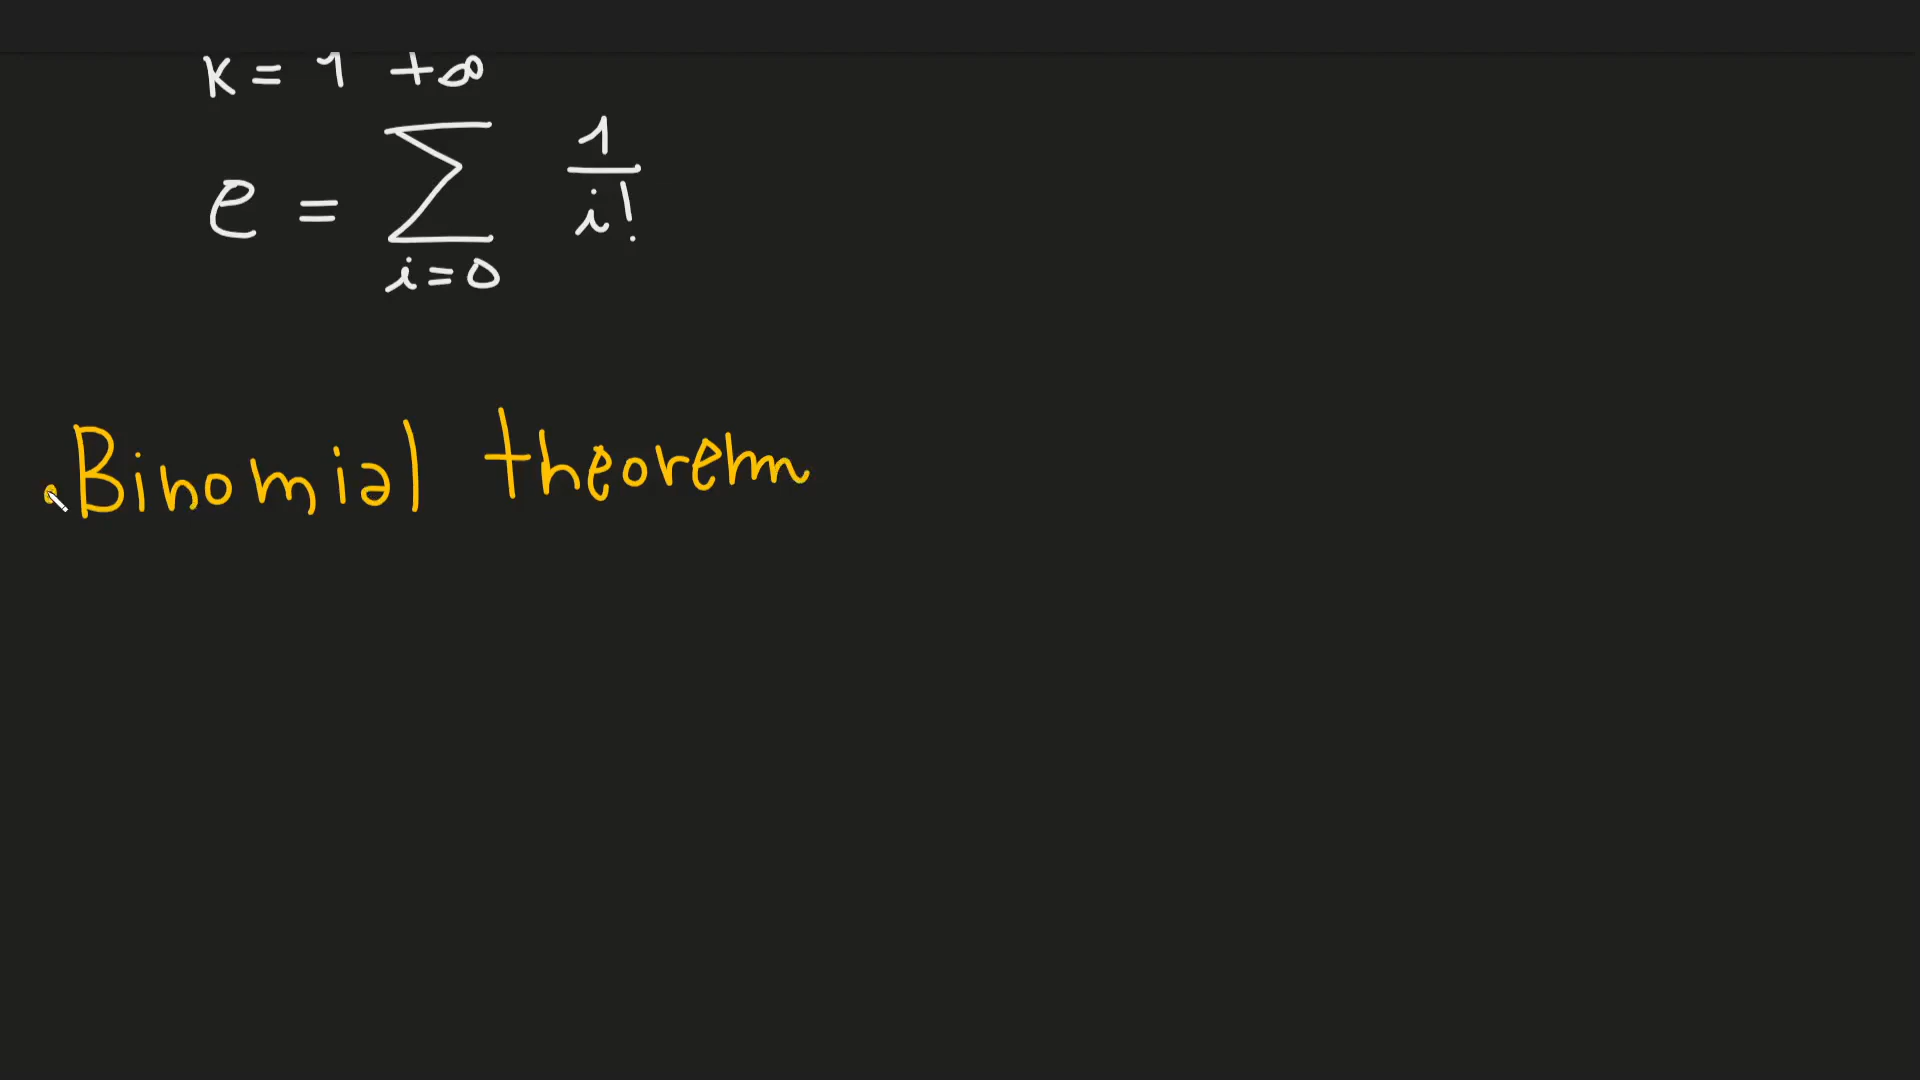 k = 1 +∞
e = ∑ 1/i!
i=0
• Binomial theorem